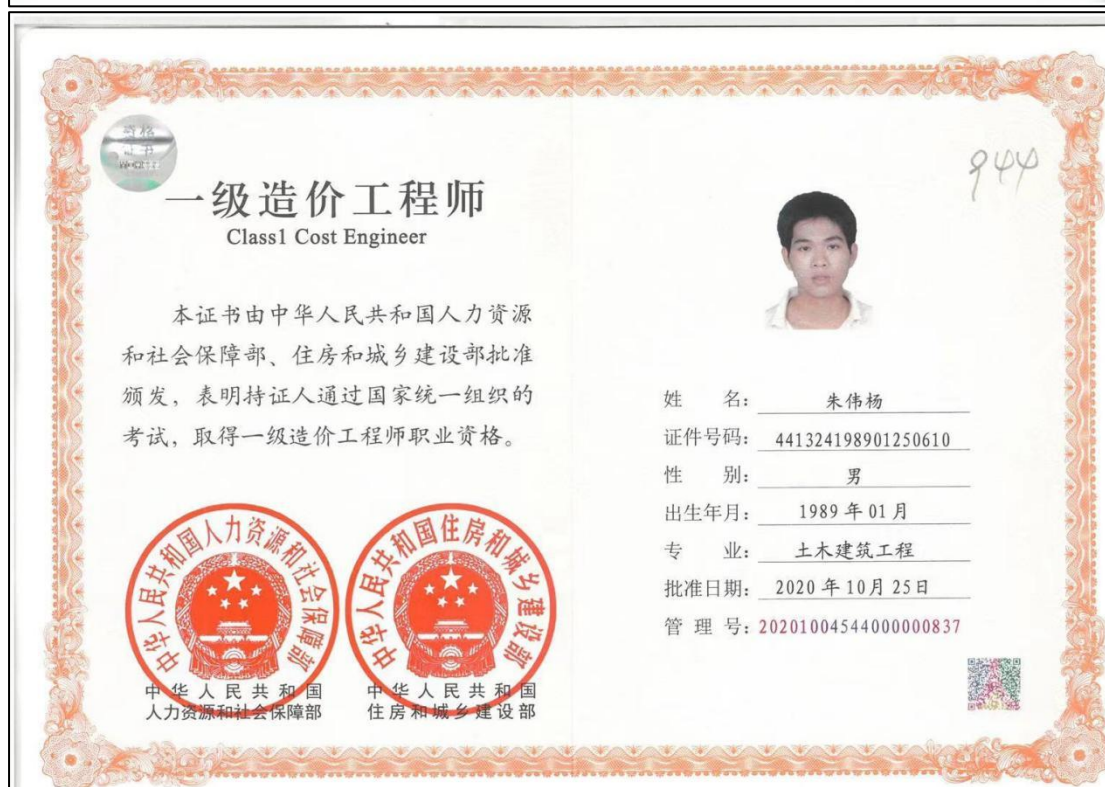 资格
证书
944
一级造价工程师
Class1 Cost Engineer
本证书由中华人民共和国人力资源
和社会保障部、住房和城乡建设部批准
颁发，表明持证人通过国家统一组织的
考试，取得一级造价工程师职业资格。
中华人民共和国人力资源和社会保障部
中华人民共和国
人力资源和社会保障部
中华人民共和国住房和城乡建设部
中华人民共和国
住房和城乡建设部
姓 名： 朱伟杨
证件号码： 441324198901250610
性 别： 男
出生年月： 1989年01月
专 业： 土木建筑工程
批准日期： 2020年10月25日
管 理 号：20201004544000000837